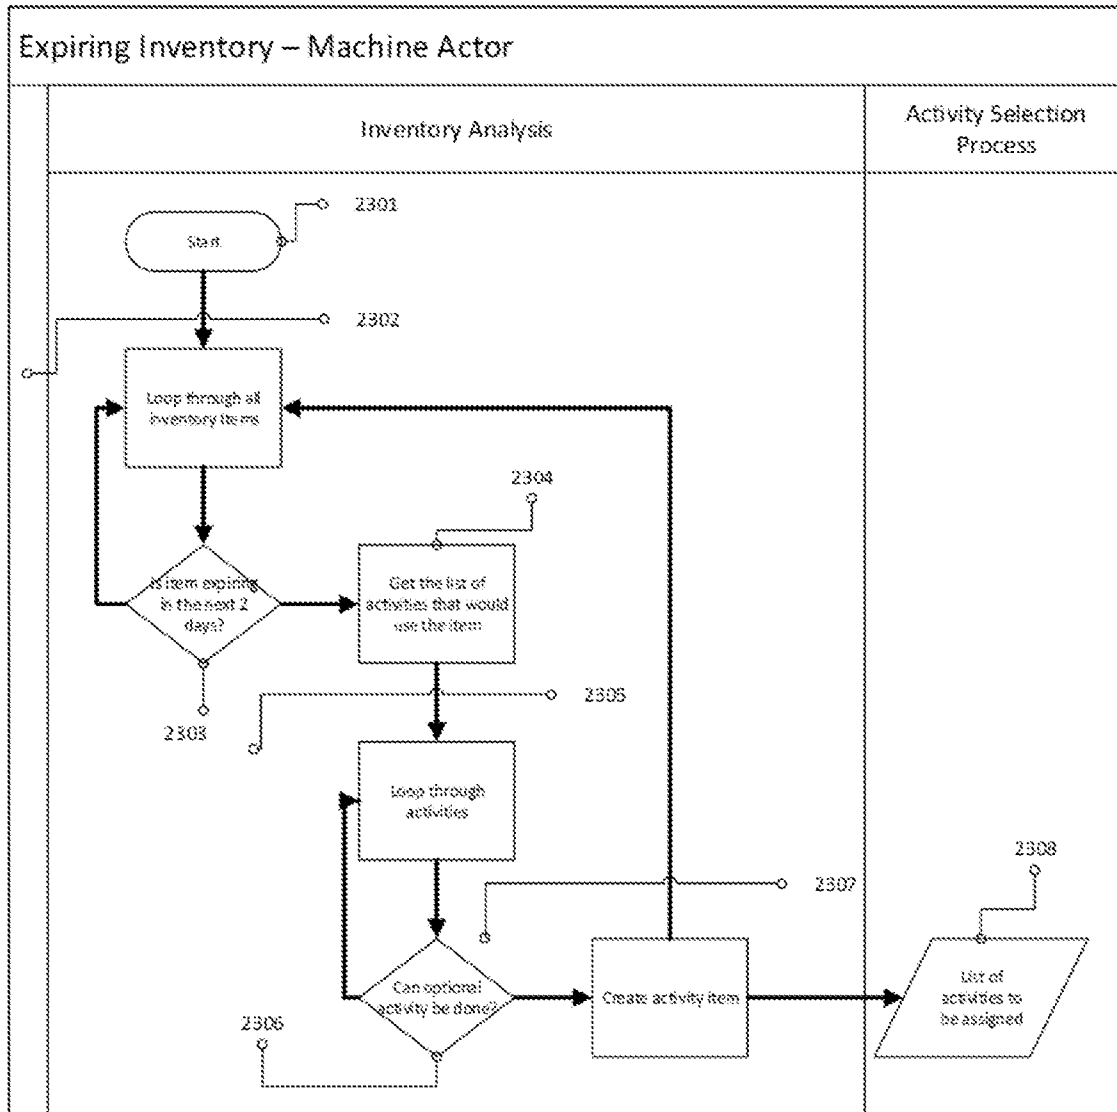 Expiring Inventory – Machine Actor
Inventory Analysis
Activity Selection
Process
2301
Start
2302
Loop through all
inventory items
2304
Is item expiring
in the next 2
days?
Get the list of
activities that would
use the item
2303
2305
Loop through
activities
2308
2307
Can optional
activity be done?
Create activity item
List of
activities to
be assigned
2306